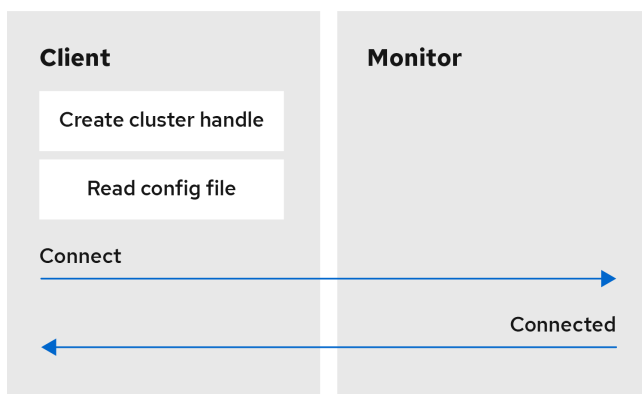 Client
Monitor
Create cluster handle
Read config file
Connect
Connected